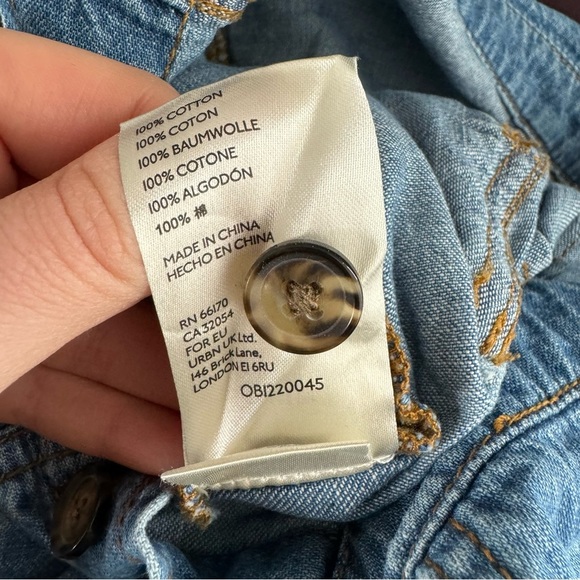 100% COTTON
100% COTON
100% BAUMWOLLE
100% COTONE
100% ALGODÓN
100% 棉
MADE IN CHINA
HECHO EN CHINA
RN 66170
CA 32054
FOR EU
URBN UK Ltd.
146 Brick Lane,
LONDON E1 6RU
OB1220045